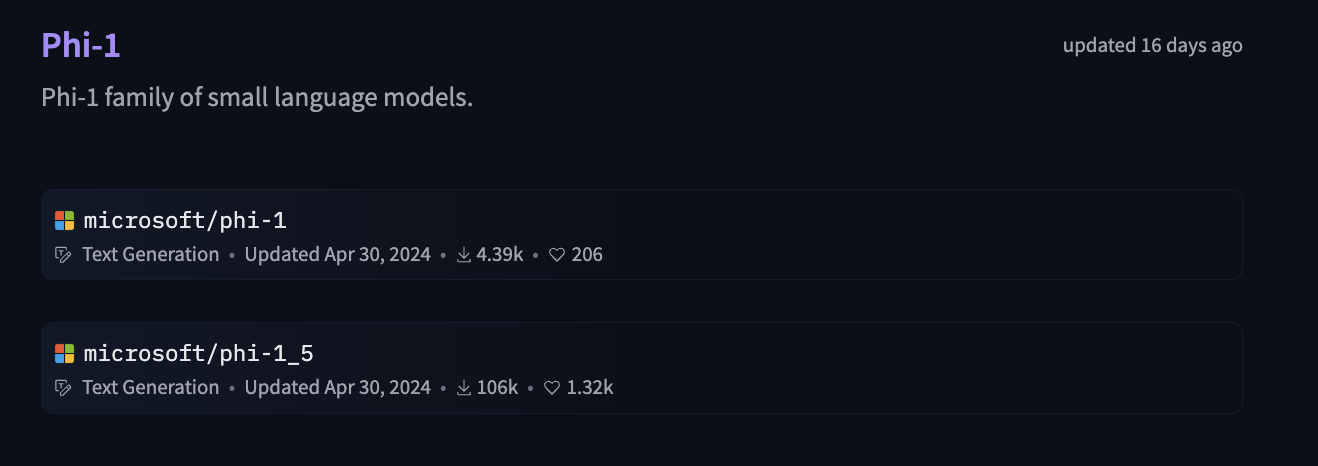 Phi-1
updated 16 days ago
Phi-1 family of small language models.
microsoft/phi-1
Text Generation • Updated Apr 30, 2024 • 4.39k • 206
microsoft/phi-1_5
Text Generation • Updated Apr 30, 2024 • 106k • 1.32k